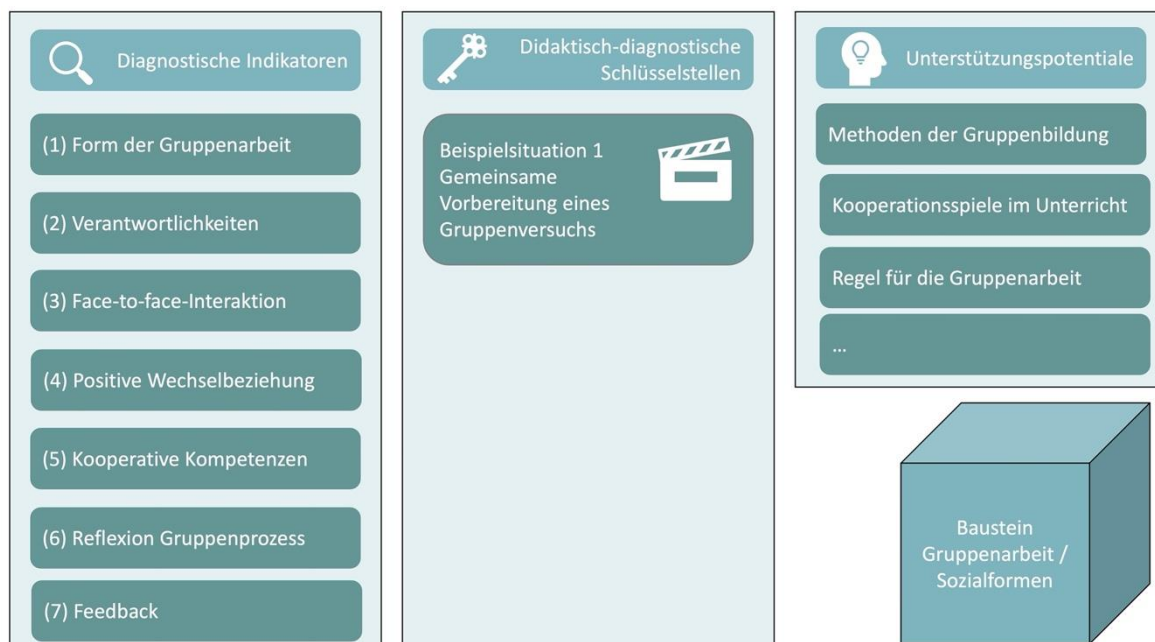 Diagnostische Indikatoren
(1) Form der Gruppenarbeit
(2) Verantwortlichkeiten
(3) Face-to-face-Interaktion
(4) Positive Wechselbeziehung
(5) Kooperative Kompetenzen
(6) Reflexion Gruppenprozess
(7) Feedback
Didaktisch-diagnostische
Schlüsselstellen
Beispielsituation 1
Gemeinsame
Vorbereitung eines
Gruppenversuchs
Unterstützungspotentiale
Methoden der Gruppenbildung
Kooperationsspiele im Unterricht
Regel für die Gruppenarbeit
...
Baustein
Gruppenarbeit /
Sozialformen